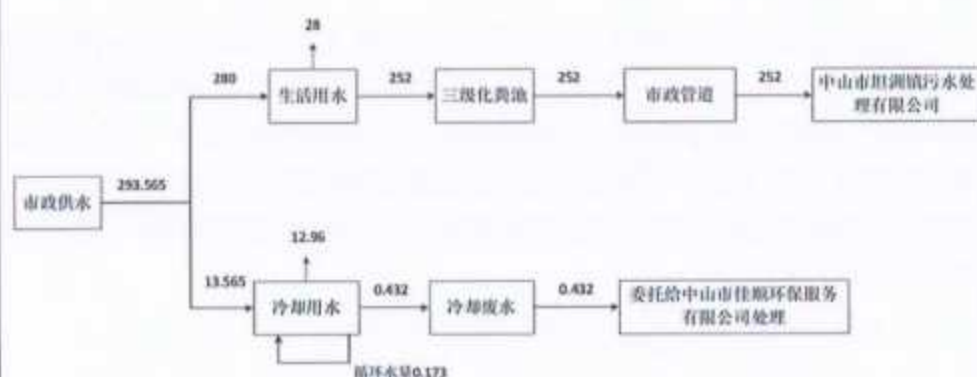 28
280
生活用水
252
三级化粪池
252
市政管道
252
中山市坦洲镇污水处
理有限公司
市政供水
293.565
12.96
13.565
冷却用水
0.432
冷却废水
0.432
委托给中山市佳顺环保服务
有限公司处理
循环水量0.173